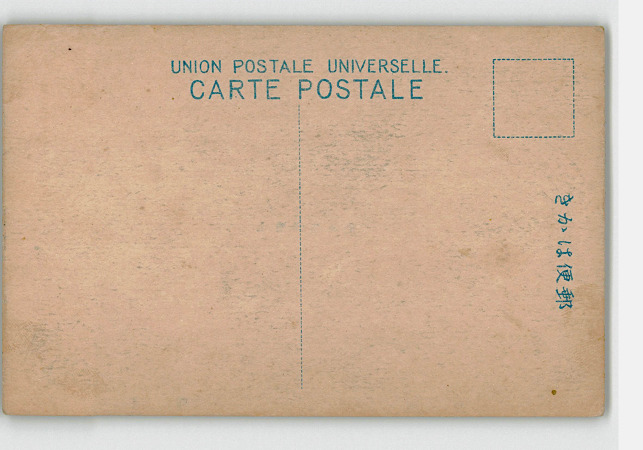 UNION POSTALE UNIVERSELLE.
CARTE POSTALE
きかは便郵